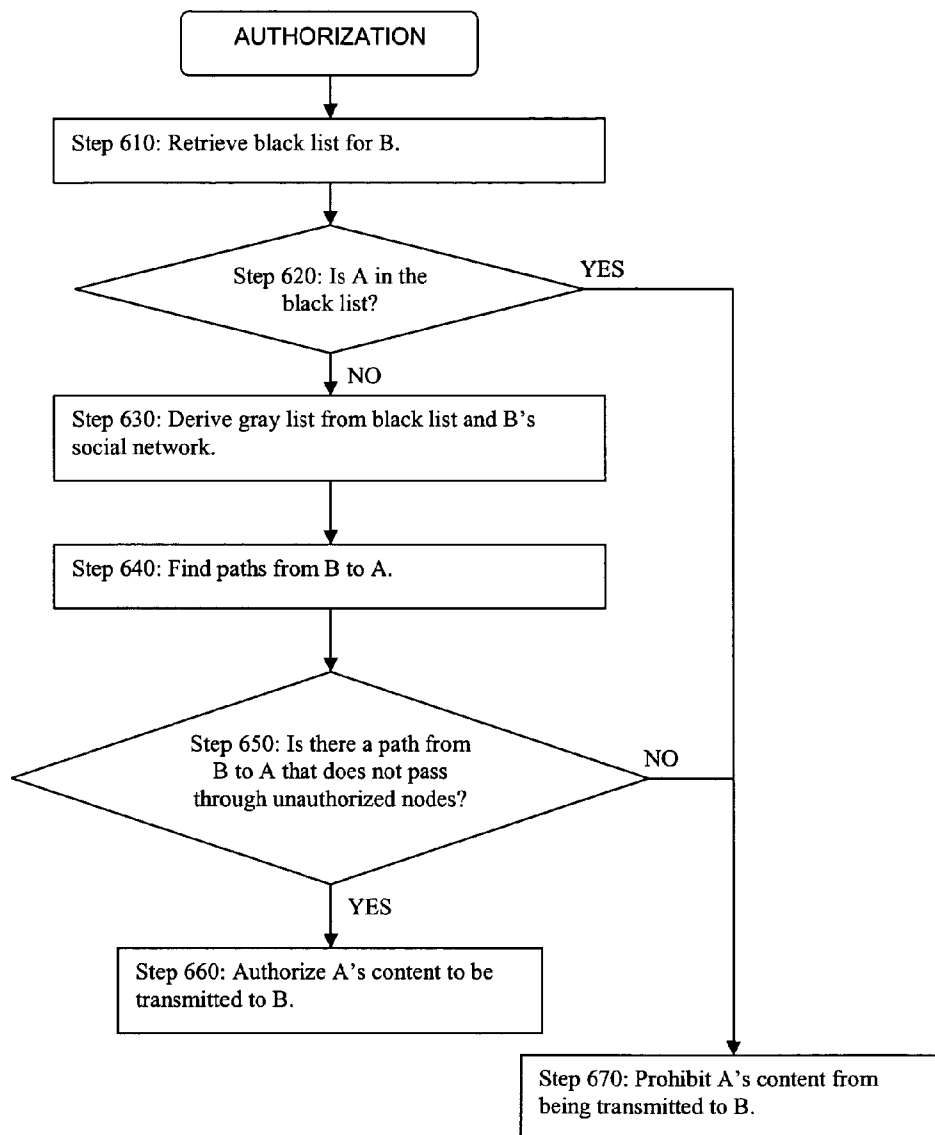 AUTHORIZATION
Step 610: Retrieve black list for B.
Step 620: Is A in the
black list?
YES
NO
Step 630: Derive gray list from black list and B’s
social network.
Step 640: Find paths from B to A.
Step 650: Is there a path from
B to A that does not pass
through unauthorized nodes?
NO
YES
Step 660: Authorize A’s content to be
transmitted to B.
Step 670: Prohibit A’s content from
being transmitted to B.